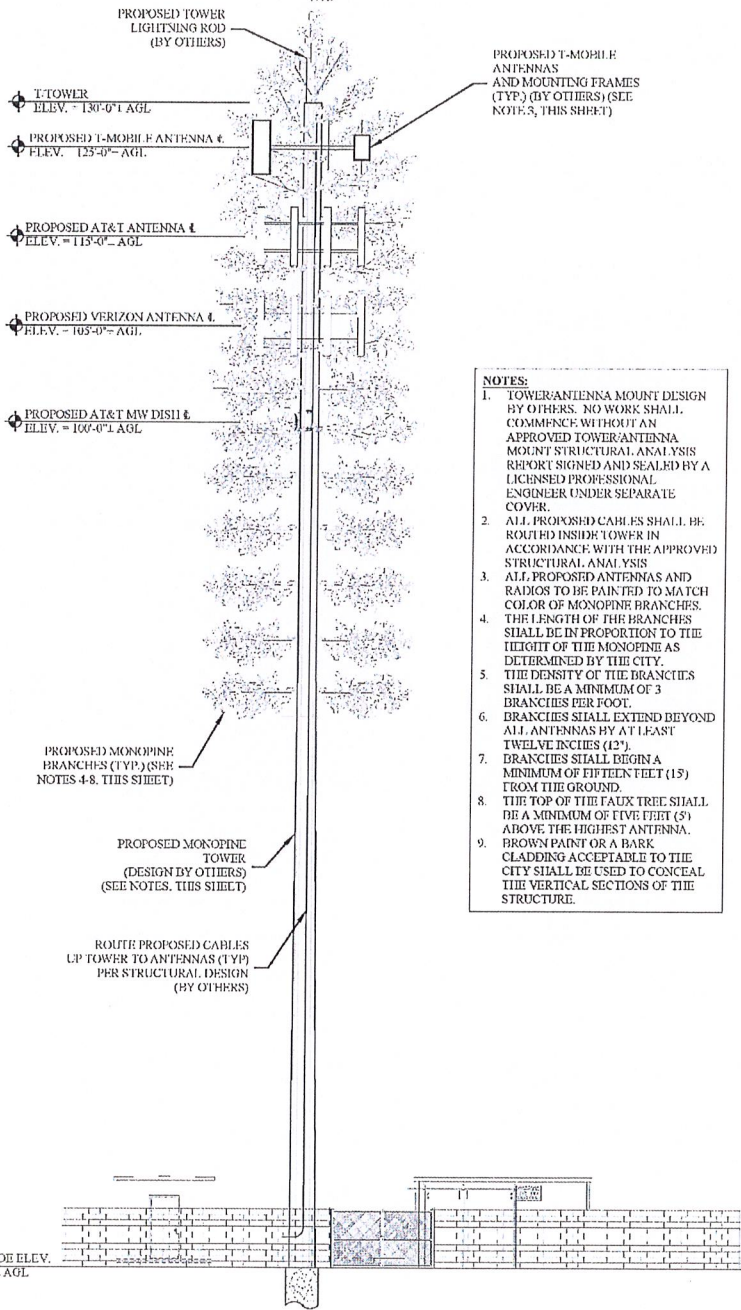 PROPOSED TOWER
LIGHTNING ROD
(BY OTHERS)
PROPOSED T-MOBILE
ANTENNAS
AND MOUNTING FRAMES
(TYP.) (BY OTHERS) (SEE
NOTE 3, THIS SHEET)
T-TOWER
ELEV. = 130'-0"± AGL
PROPOSED T-MOBILE ANTENNA ℄
ELEV. 125'-0"± AGL
PROPOSED AT&T ANTENNA ℄
ELEV. = 115'-0"± AGL
PROPOSED VERIZON ANTENNA ℄
ELEV. = 105'-0"± AGL
PROPOSED AT&T MW DISH ℄
ELEV. = 100'-0"± AGL
NOTES:
1. TOWER/ANTENNA MOUNT DESIGN
BY OTHERS. NO WORK SHALL
COMMENCE WITHOUT AN
APPROVED TOWER/ANTENNA
MOUNT STRUCTURAL ANALYSIS
REPORT SIGNED AND SEALED BY A
LICENSED PROFESSIONAL
ENGINEER UNDER SEPARATE
COVER.
2. ALL PROPOSED CABLES SHALL BE
ROUTED INSIDE TOWER IN
ACCORDANCE WITH THE APPROVED
STRUCTURAL ANALYSIS
3. ALL PROPOSED ANTENNAS AND
RADIOS TO BE PAINTED TO MATCH
COLOR OF MONOPINE BRANCHES.
4. THE LENGTH OF THE BRANCHES
SHALL BE IN PROPORTION TO THE
HEIGHT OF THE MONOPINE AS
DETERMINED BY THE CITY.
5. THE DENSITY OF THE BRANCHES
SHALL BE A MINIMUM OF 3
BRANCHES PER FOOT.
6. BRANCHES SHALL EXTEND BEYOND
ALL ANTENNAS BY AT LEAST
TWELVE INCHES (12").
7. BRANCHES SHALL BEGIN A
MINIMUM OF FIFTEEN FEET (15')
FROM THE GROUND.
8. THE TOP OF THE FAUX TREE SHALL
BE A MINIMUM OF FIVE FEET (5')
ABOVE THE HIGHEST ANTENNA.
9. BROWN PAINT OR A BARK
CLADDING ACCEPTABLE TO THE
CITY SHALL BE USED TO CONCEAL
THE VERTICAL SECTIONS OF THE
STRUCTURE.
PROPOSED MONOPINE
BRANCHES (TYP.) (SEE
NOTES 4-8, THIS SHEET)
PROPOSED MONOPINE
TOWER
(DESIGN BY OTHERS)
(SEE NOTES, THIS SHEET)
ROUTE PROPOSED CABLES
UP TOWER TO ANTENNAS (TYP)
PER STRUCTURAL DESIGN
(BY OTHERS)
DE ELEV.
AGL